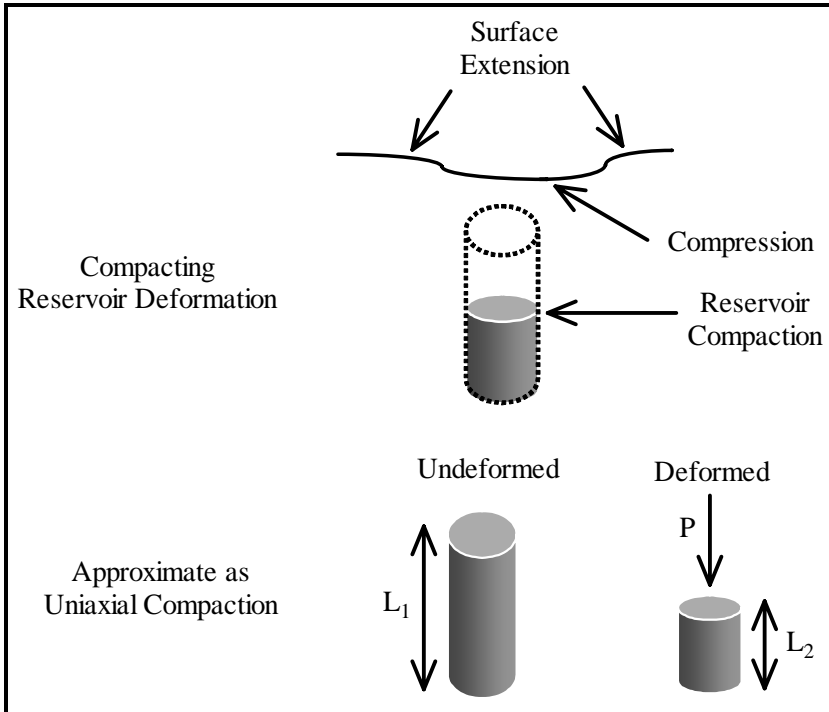 Surface
Extension
Compression
Compacting
Reservoir Deformation
Reservoir
Compaction
Undeformed
Deformed
P
Approximate as
Uniaxial Compaction
L₁
L₂